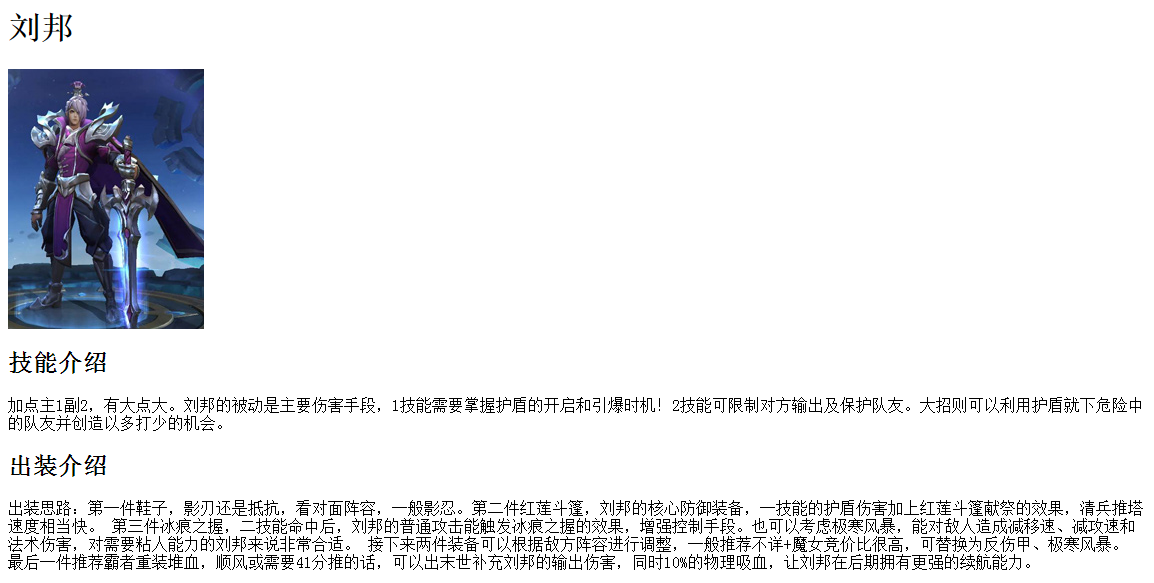 刘邦
技能介绍
加点主1副2，有大点大。刘邦的被动是主要伤害手段，1技能需要掌握护盾的开启和引爆时机！2技能可限制对方输出及保护队友。大招则可以利用护盾就下危险中
的队友并创造以多打少的机会。
出装介绍
出装思路：第一件鞋子，影刃还是抵抗，看对面阵容，一般影忍。第二件红莲斗篷，刘邦的核心防御装备，一技能的护盾伤害加上红莲斗篷献祭的效果，清兵推塔
速度相当快。 第三件冰痕之握，二技能命中后，刘邦的普通攻击能触发冰痕之握的效果，增强控制手段。也可以考虑极寒风暴，能对敌人造成减移速、减攻速和
法术伤害，对需要粘人能力的刘邦来说非常合适。 接下来两件装备可以根据敌方阵容进行调整，一般推荐不详+魔女竞价比很高，可替换为反伤甲、极寒风暴。
最后一件推荐霸者重装堆血，顺风或需要41分推的话，可以出末世补充刘邦的输出伤害，同时10%的物理吸血，让刘邦在后期拥有更强的续航能力。